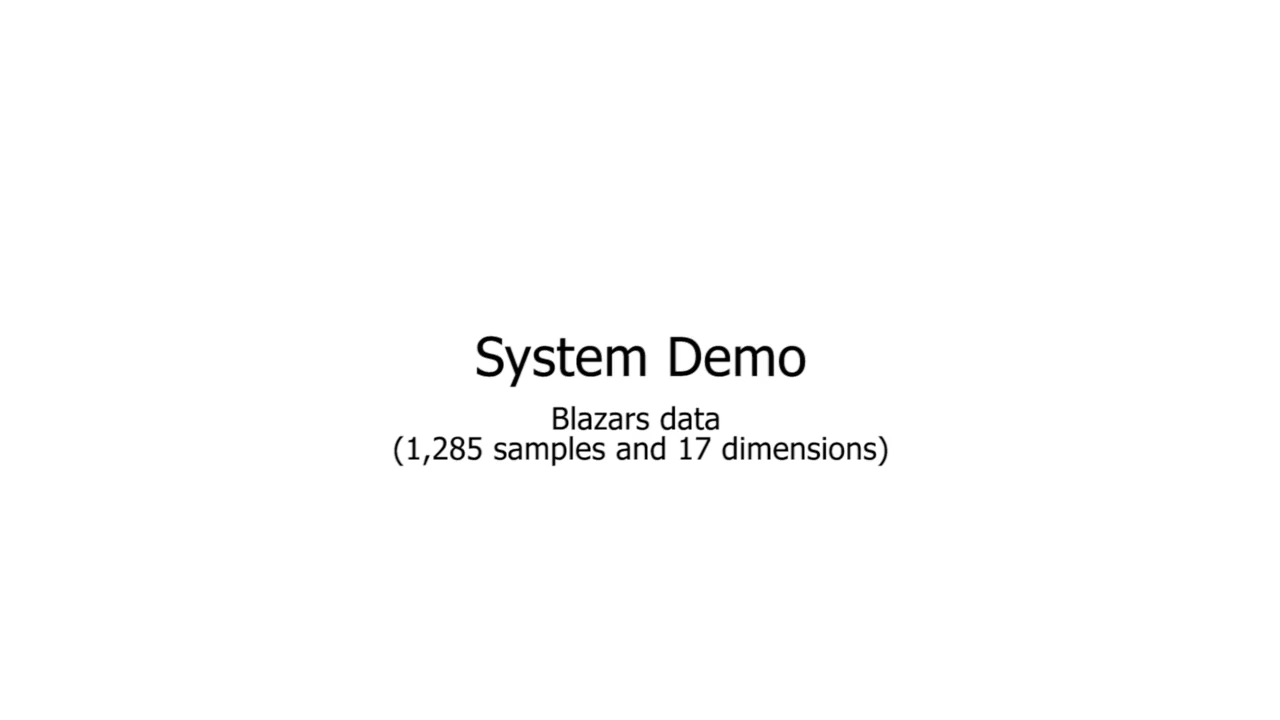 System Demo
Blazars data
(1,285 samples and 17 dimensions)